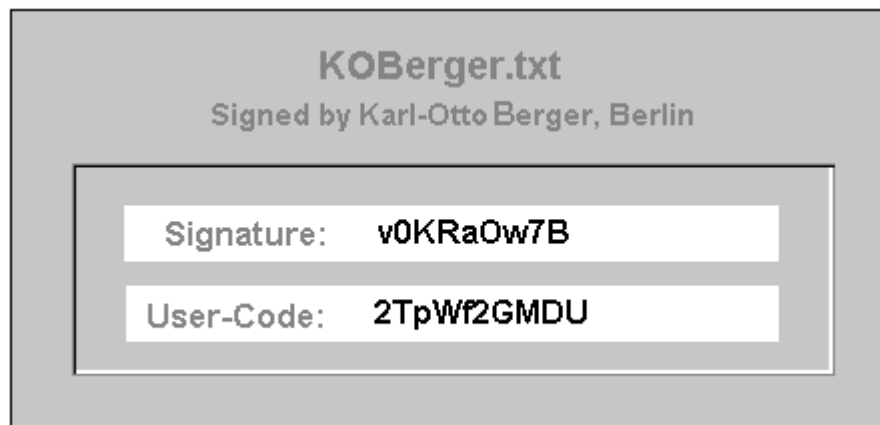 KOBerger.txt
Signed by Karl-Otto Berger, Berlin
Signature: v0KRaOw7B
User-Code: 2TpWf2GMDU